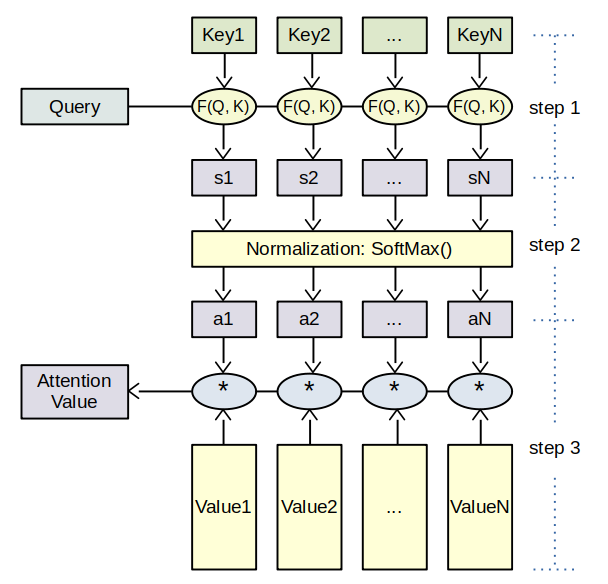 Key1 Key2 ... KeyN
Query F(Q, K) F(Q, K) F(Q, K) F(Q, K) step 1
s1 s2 ... sN
Normalization: SoftMax() step 2
a1 a2 ... aN
Attention
Value
* * * *
step 3
Value1 Value2 ... ValueN